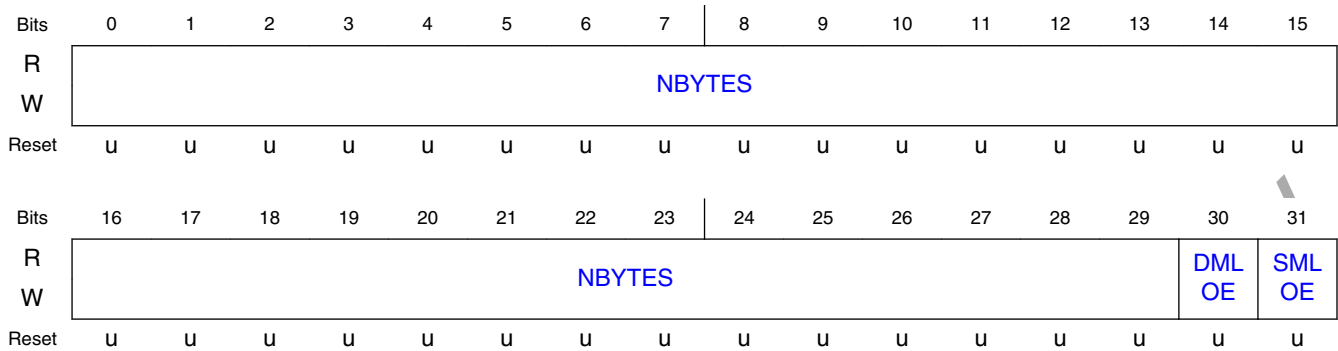 Bits 0 1 2 3 4 5 6 7 8 9 10 11 12 13 14 15
R
NBYTES
W
Reset u u u u u u u u u u u u u u u u
Bits 16 17 18 19 20 21 22 23 24 25 26 27 28 29 30 31
R DML SML
NBYTES
W OE OE
Reset u u u u u u u u u u u u u u u u